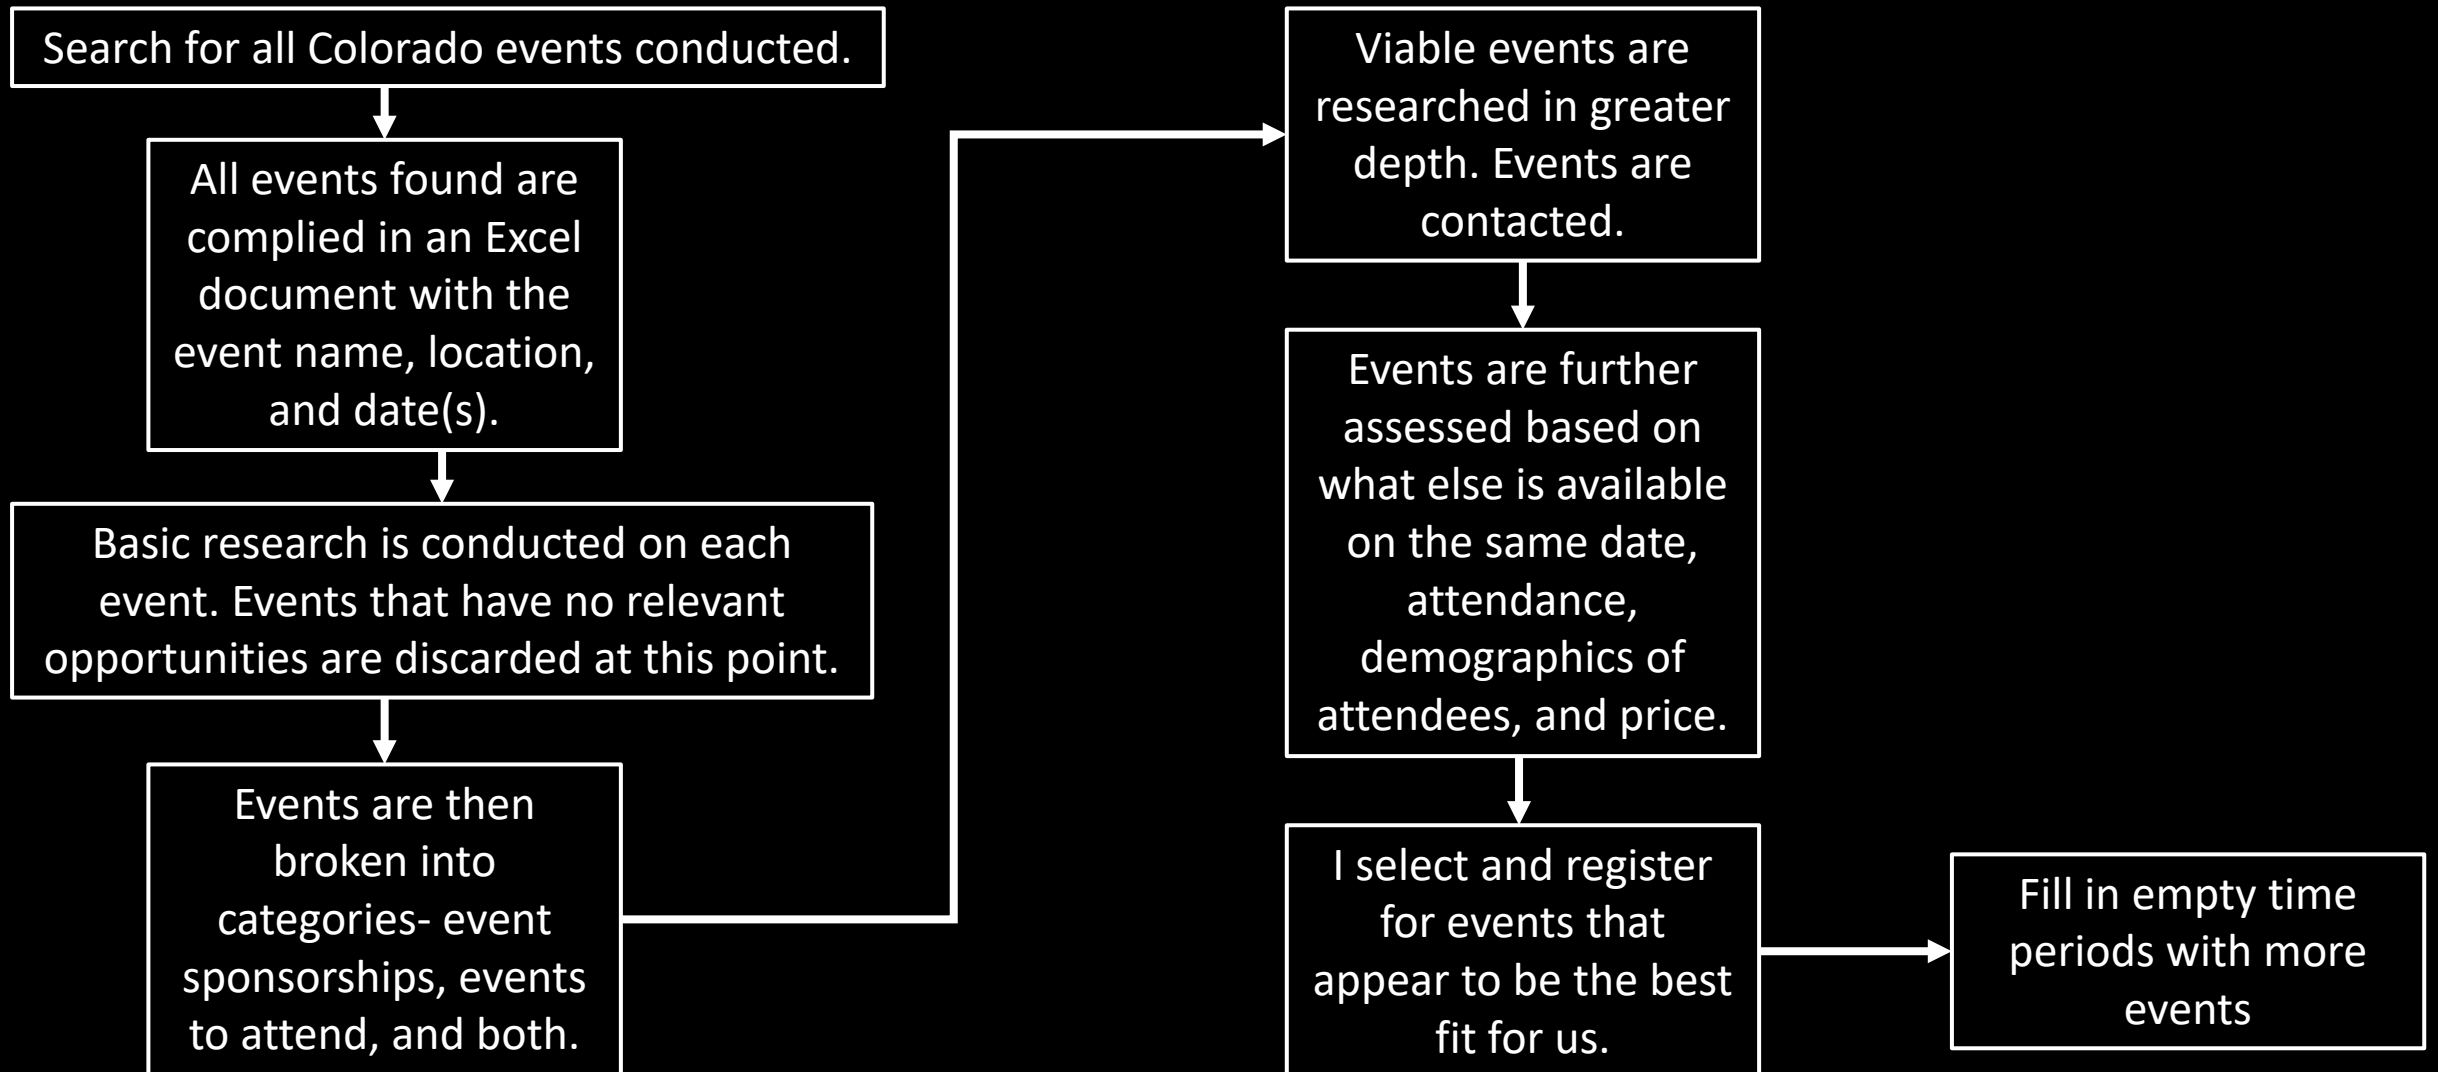 Search for all Colorado events conducted.
All events found are
complied in an Excel
document with the
event name, location,
and date(s).
Basic research is conducted on each
event. Events that have no relevant
opportunities are discarded at this point.
Events are then
broken into
categories- event
sponsorships, events
to attend, and both.
Viable events are
researched in greater
depth. Events are
contacted.
Events are further
assessed based on
what else is available
on the same date,
attendance,
demographics of
attendees, and price.
I select and register
for events that
appear to be the best
fit for us.
Fill in empty time
periods with more
events